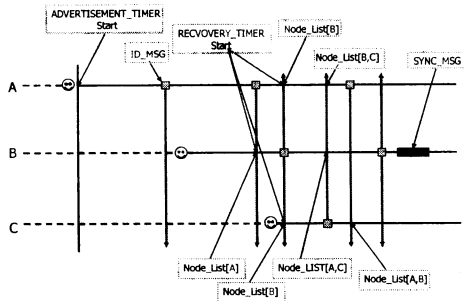 ADVERTISEMENT_TIMER
Start
ID_MSG
RECVOVERY_TIMER
Start
Node_List[B]
Node_List[B,C]
SYNC_MSG
A
B
C
Node_List[A]
Node_List[B]
Node_LIST[A,C]
Node_List[A,B]